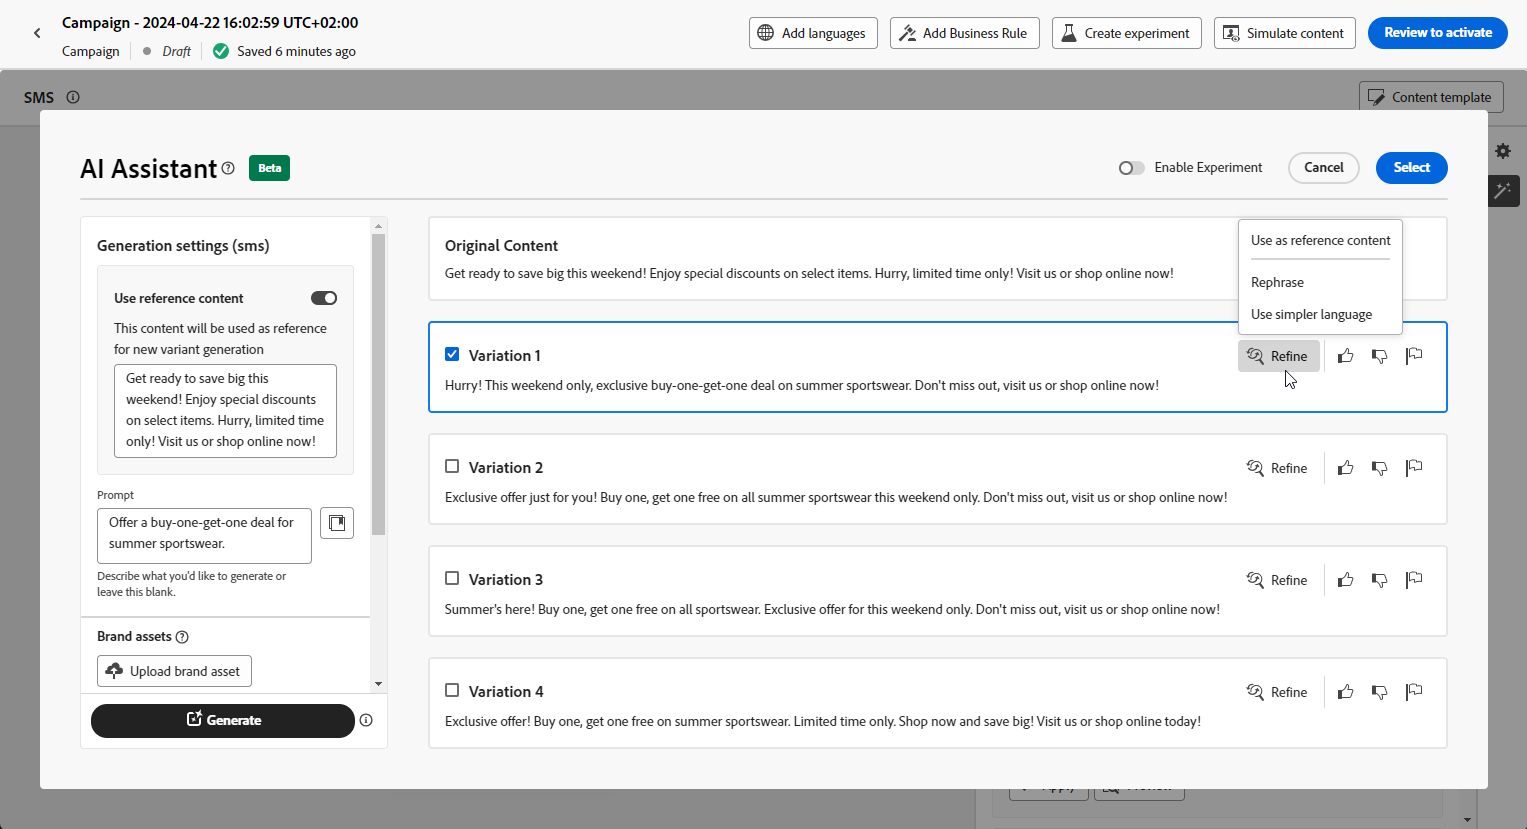 Campaign - 2024-04-22 16:02:59 UTC+02:00
Campaign
Draft
Saved 6 minutes ago
Add languages
Add Business Rule
Create experiment
Simulate content
Review to activate
SMS
Content template
AI Assistant
Beta
Enable Experiment
Cancel
Select
Generation settings (sms)
Use reference content
This content will be used as reference
for new variant generation
Get ready to save big this
weekend! Enjoy special discounts
on select items. Hurry, limited time
only! Visit us or shop online now!
Prompt
Offer a buy-one-get-one deal for
summer sportswear.
Describe what you'd like to generate or
leave this blank.
Brand assets
Upload brand asset
Generate
Original Content
Get ready to save big this weekend! Enjoy special discounts on select items. Hurry, limited time only! Visit us or shop online now!
Use as reference content
Rephrase
Use simpler language
Variation 1
Refine
Hurry! This weekend only, exclusive buy-one-get-one deal on summer sportswear. Don't miss out, visit us or shop online now!
Variation 2
Refine
Exclusive offer just for you! Buy one, get one free on all summer sportswear this weekend only. Don't miss out, visit us or shop online now!
Variation 3
Refine
Summer's here! Buy one, get one free on all sportswear. Exclusive offer for this weekend only. Don't miss out, visit us or shop online now!
Variation 4
Refine
Exclusive offer! Buy one, get one free on summer sportswear. Limited time only. Shop now and save big! Visit us or shop online today!